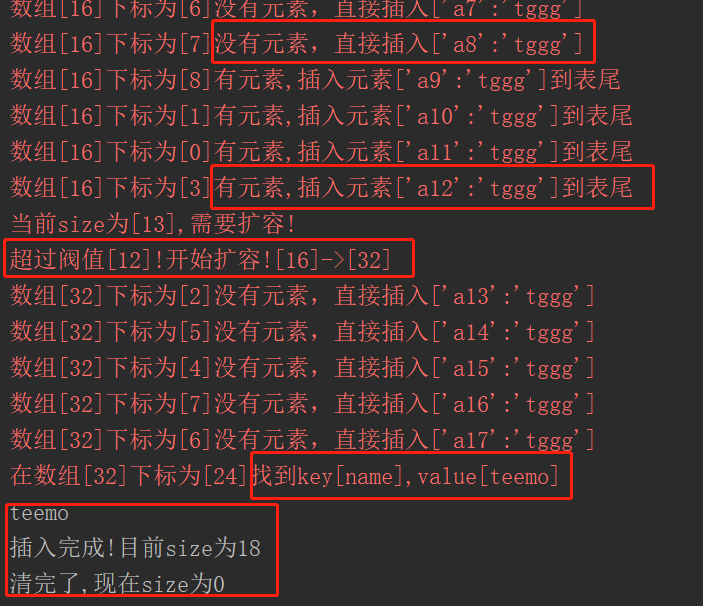 数组[16]下标为[6]没有元素，直接插入['a7':'tggg']
数组[16]下标为[7]没有元素，直接插入['a8':'tggg']
数组[16]下标为[8]有元素,插入元素['a9':'tggg']到表尾
数组[16]下标为[1]有元素,插入元素['a10':'tggg']到表尾
数组[16]下标为[0]有元素,插入元素['a11':'tggg']到表尾
数组[16]下标为[3]有元素,插入元素['a12':'tggg']到表尾
当前size为[13],需要扩容!
超过阀值[12]!开始扩容![16]->[32]
数组[32]下标为[2]没有元素，直接插入['a13':'tggg']
数组[32]下标为[5]没有元素，直接插入['a14':'tggg']
数组[32]下标为[4]没有元素，直接插入['a15':'tggg']
数组[32]下标为[7]没有元素，直接插入['a16':'tggg']
数组[32]下标为[6]没有元素，直接插入['a17':'tggg']
在数组[32]下标为[24]找到key[name],value[teemo]
teemo
插入完成!目前size为18
清完了,现在size为0